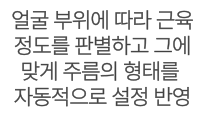 얼굴 부위에 따라 근육
정도를 판별하고 그에
맞게 주름의 형태를
자동적으로 설정 반영